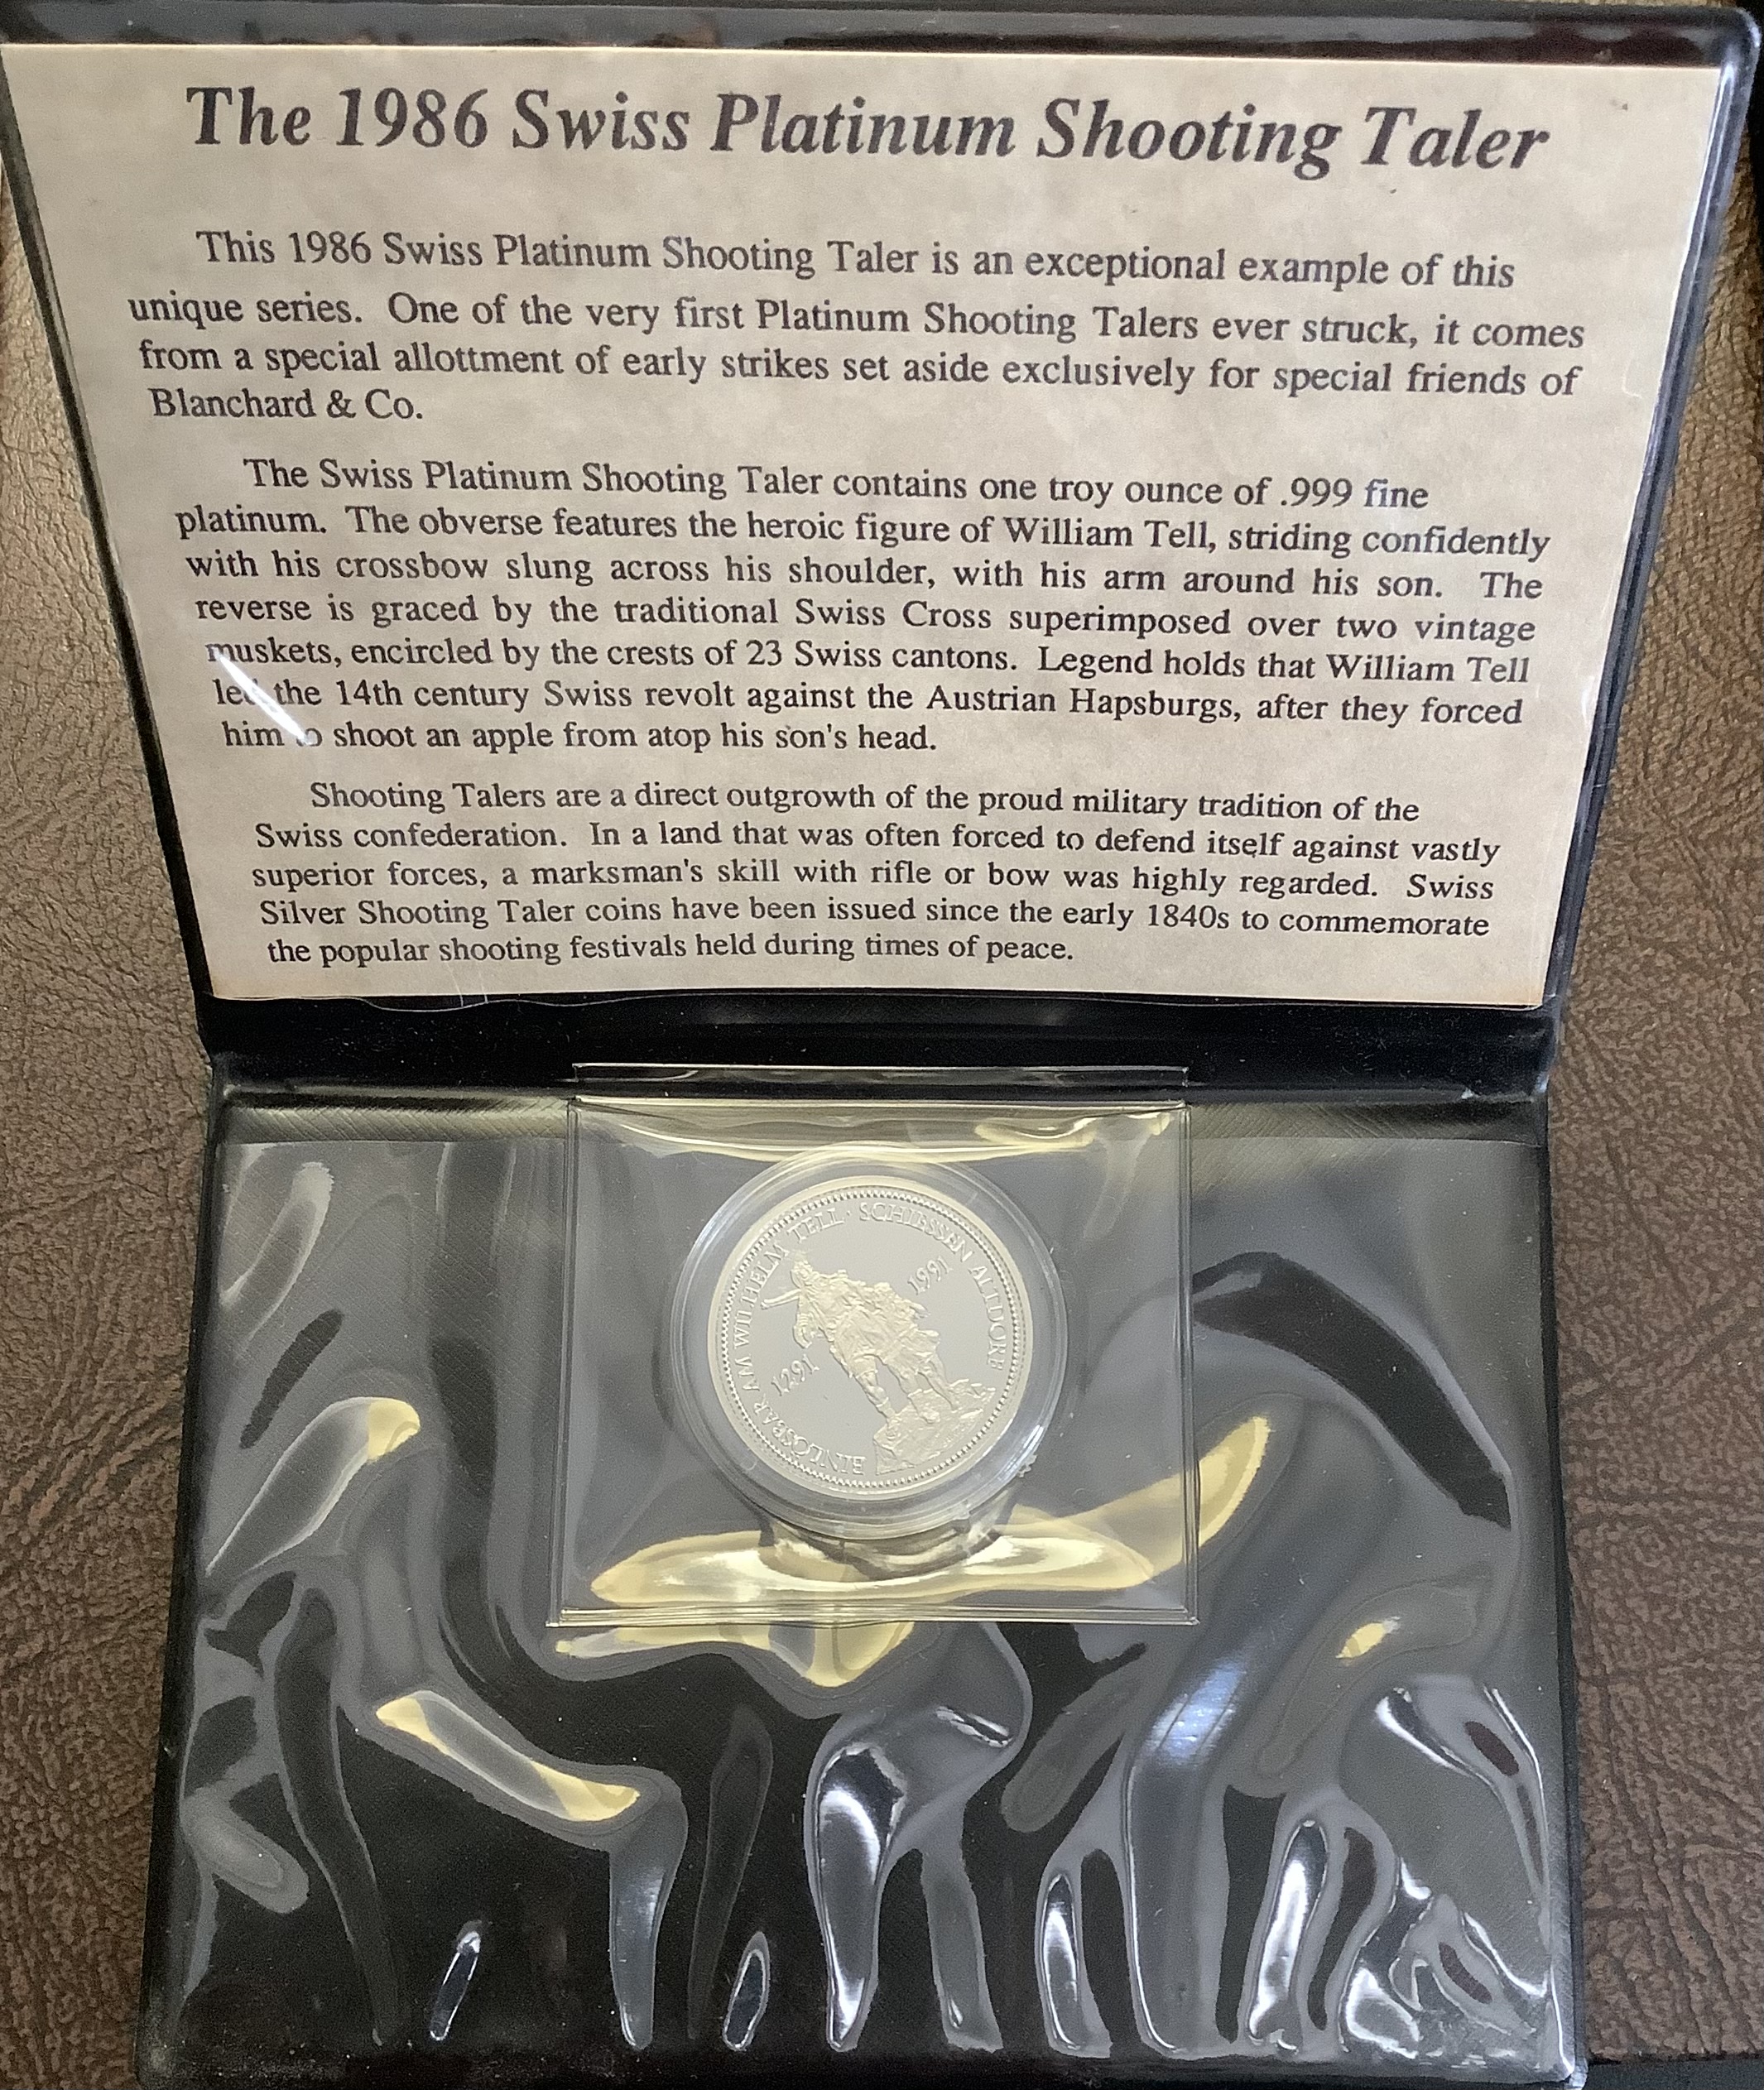 The 1986 Swiss Platinum Shooting Taler
This 1986 Swiss Platinum Shooting Taler is an exceptional example of this
unique series. One of the very first Platinum Shooting Talers ever struck, it comes
from a special allottment of early strikes set aside exclusively for special friends of
Blanchard & Co.
The Swiss Platinum Shooting Taler contains one troy ounce of .999 fine
platinum. The obverse features the heroic figure of William Tell, striding confidently
with his crossbow slung across his shoulder, with his arm around his son. The
reverse is graced by the traditional Swiss Cross superimposed over two vintage
muskets, encircled by the crests of 23 Swiss cantons. Legend holds that William Tell
led the 14th century Swiss revolt against the Austrian Hapsburgs, after they forced
him to shoot an apple from atop his son's head.
Shooting Talers are a direct outgrowth of the proud military tradition of the
Swiss confederation. In a land that was often forced to defend itself against vastly
superior forces, a marksman's skill with rifle or bow was highly regarded. Swiss
Silver Shooting Taler coins have been issued since the early 1840s to commemorate
the popular shooting festivals held during times of peace.
EINLÖSBAR AM WILHELM TELL · SCHIESSEN ALTDORF
1291
1991